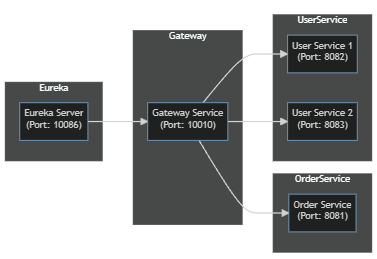 Eureka
Eureka Server
(Port: 10086)
Gateway
Gateway Service
(Port: 10010)
UserService
User Service 1
(Port: 8082)
User Service 2
(Port: 8083)
OrderService
Order Service
(Port: 8081)